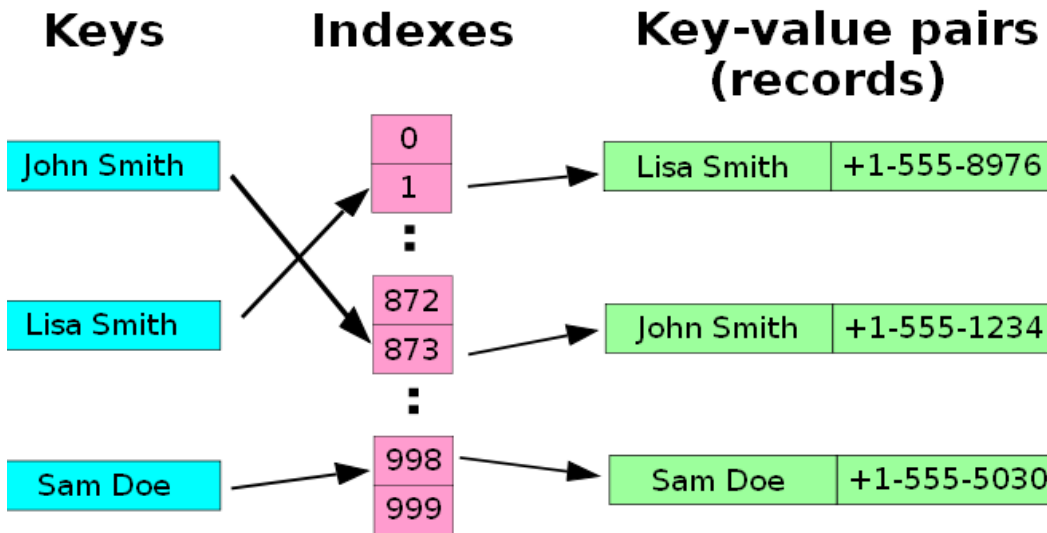 Keys
Indexes
Key-value pairs
(records)
John Smith
Lisa Smith
Sam Doe
0
1
:
872
873
:
998
999
Lisa Smith +1-555-8976
John Smith +1-555-1234
Sam Doe +1-555-5030